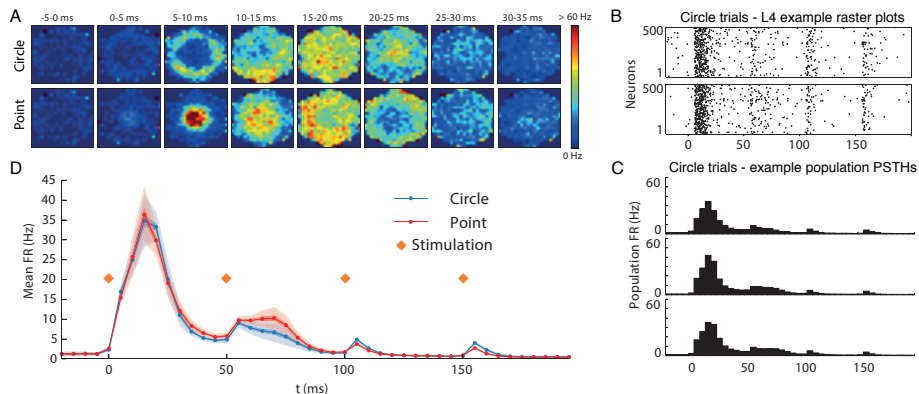 A
-5-0 ms 0-5 ms 5-10 ms 10-15 ms 15-20 ms 20-25 ms 25-30 ms 30-35 ms > 60 Hz
Circle
Point
0 Hz
B
Circle trials - L4 example raster plots
Neurons
500
1
500
1
0 50 100 150
C
Circle trials - example population PSTHs
Population FR (Hz)
60
0
60
60
0
0 50 100 150
D
Mean FR (Hz)
45
40
35
30
25
20
15
10
5
0
Circle
Point
Stimulation
0 50 100 150
t (ms)